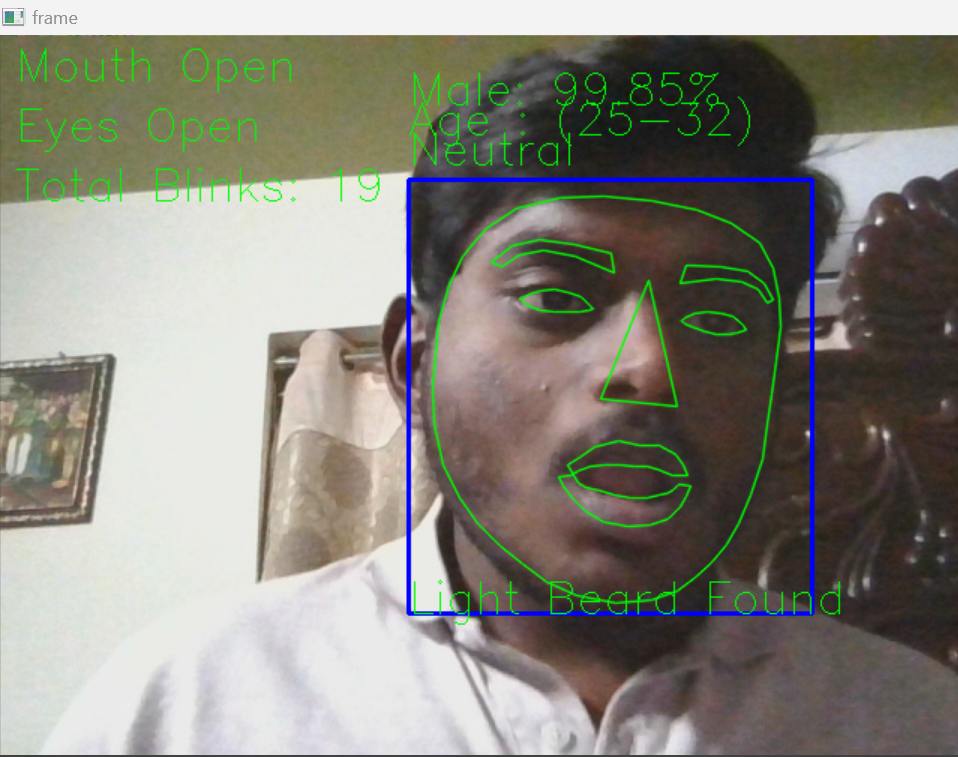 frame
Mouth Open
Eyes Open
Total Blinks: 19
Male: 99.85%
Age : (25-32)
Neutral
Light Beard Found